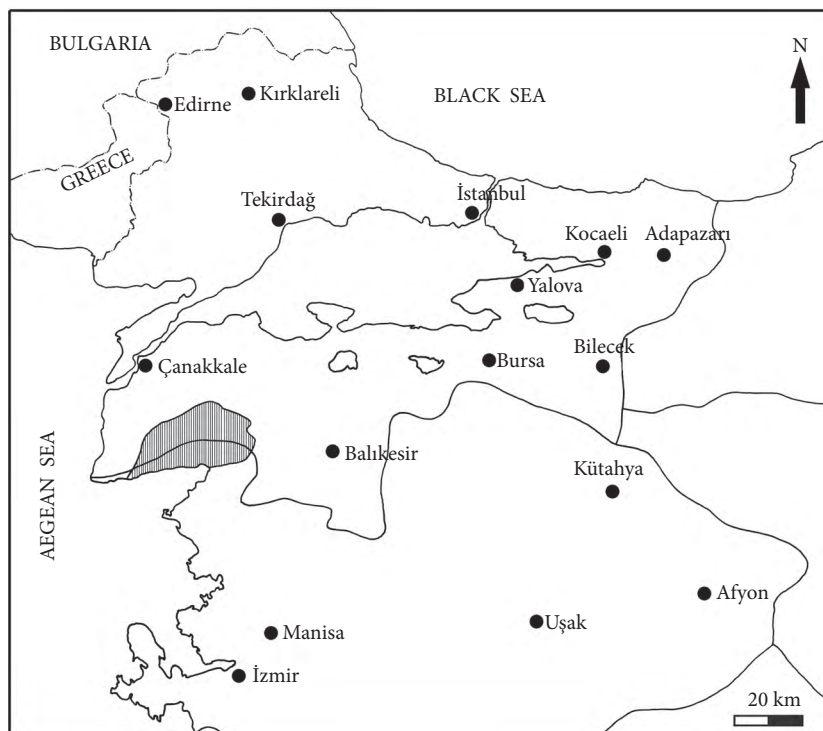 BULGARIA
N
Kırklareli
BLACK SEA
Edirne
GREECE
İstanbul
Tekirdağ
Kocaeli
Adapazarı
Yalova
Bursa
Bilecek
Çanakkale
Balıkesir
AEGEAN SEA
Kütahya
Afyon
Uşak
Manisa
İzmir
20 km